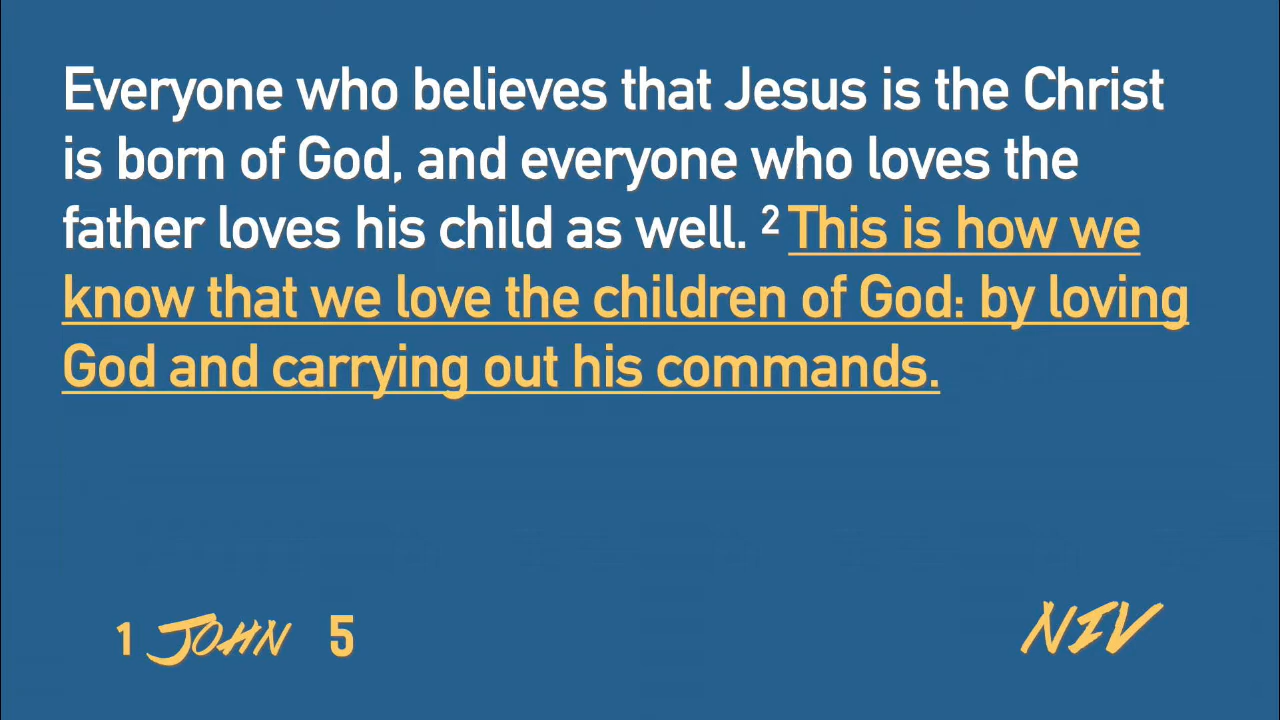 Everyone who believes that Jesus is the Christ
is born of God, and everyone who loves the
father loves his child as well. ² This is how we
know that we love the children of God: by loving
God and carrying out his commands.
1 JOHN 5
NIV